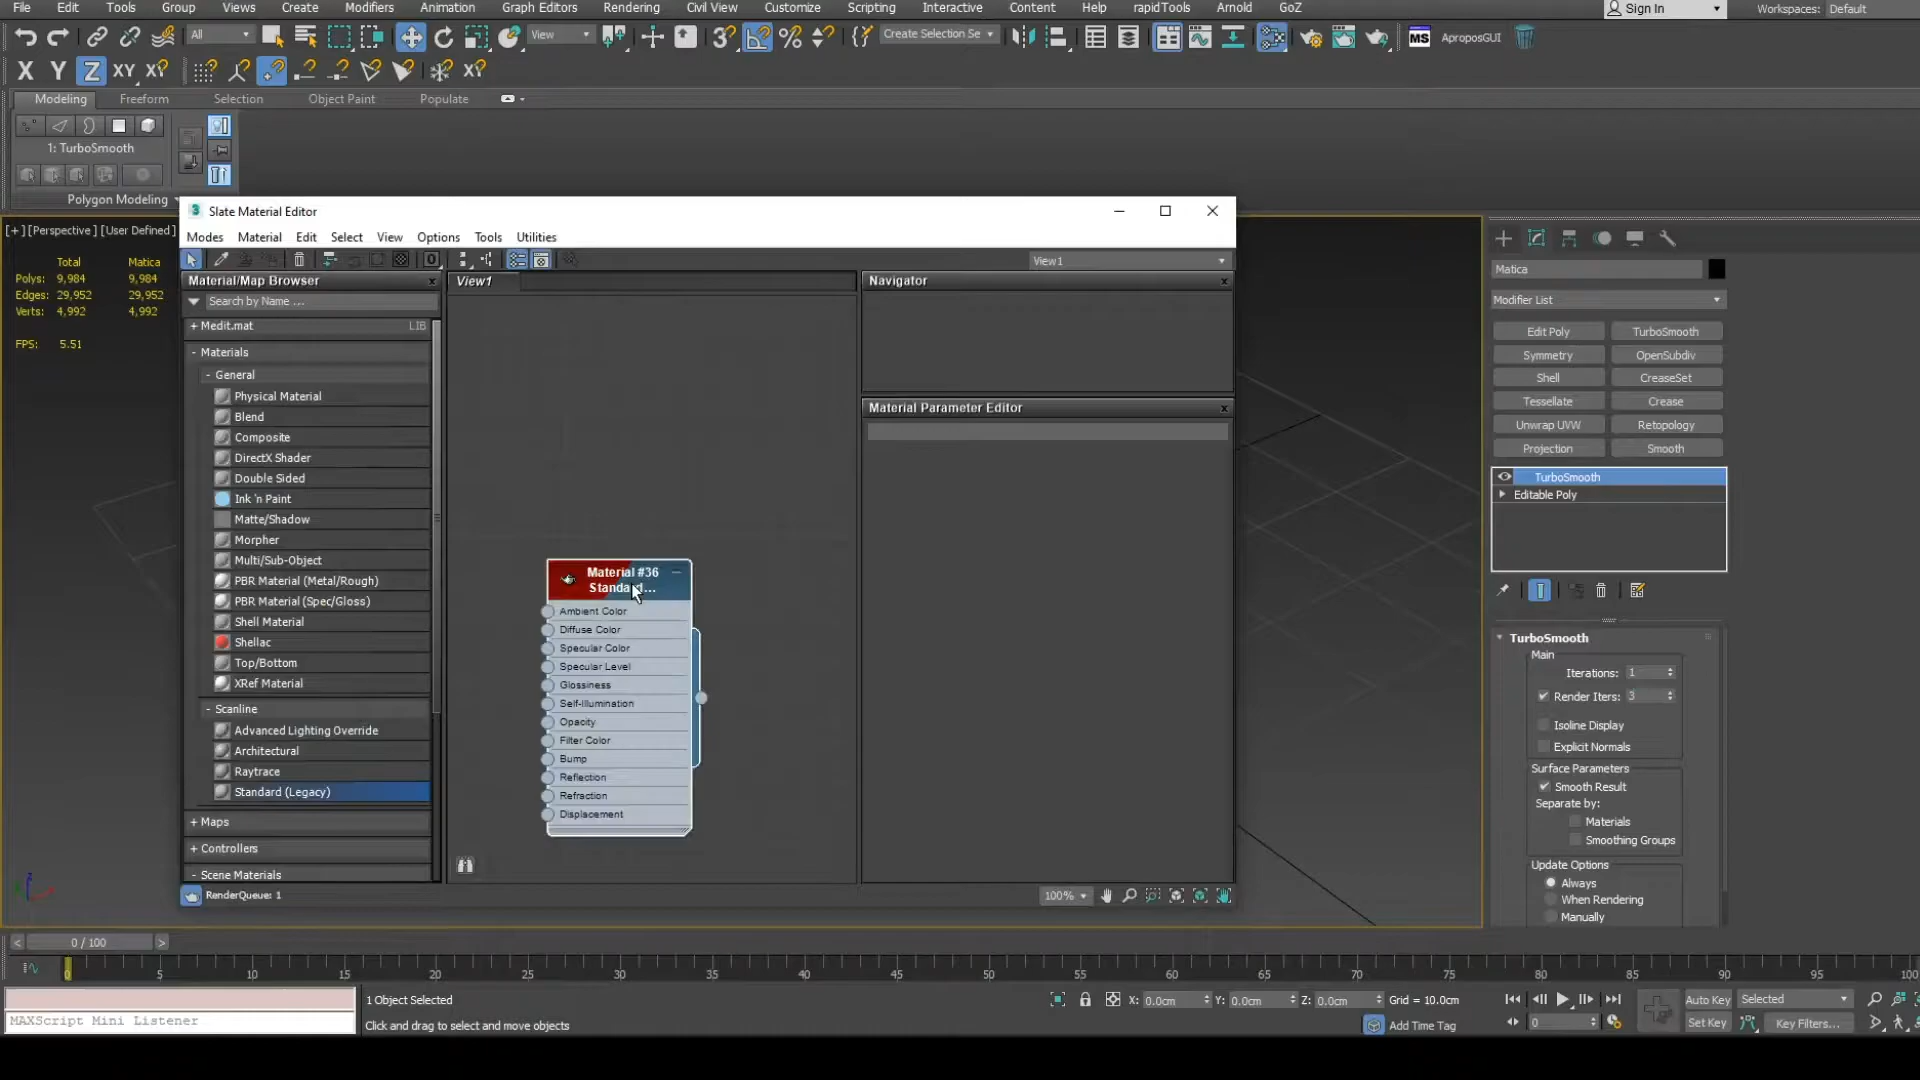 File Edit Tools Group Views Create Modifiers Animation Graph Editors Rendering Civil View Customize Scripting Interactive Content Help rapidTools Arnold GoZ Sign In Workspaces: Default
All View Create Selection Se MS AproposGUI
X Y Z XY XY
Modeling Freeform Selection Object Paint Populate
1: TurboSmooth
Polygon Modeling
[+] [Perspective] [User Defined]
Total Matica
Polys: 9,984 9,984
Edges: 29,952 29,952
Verts: 4,992 4,992
FPS: 5.51
Slate Material Editor
Modes Material Edit Select View Options Tools Utilities
View1
Material/Map Browser
Search by Name ...
+ Medit.mat LIB
- Materials
- General
Physical Material
Blend
Composite
DirectX Shader
Double Sided
Ink 'n Paint
Matte/Shadow
Morpher
Multi/Sub-Object
PBR Material (Metal/Rough)
PBR Material (Spec/Gloss)
Shell Material
Shellac
Top/Bottom
XRef Material
- Scanline
Advanced Lighting Override
Architectural
Raytrace
Standard (Legacy)
+ Maps
+ Controllers
- Scene Materials
RenderQueue: 1
View1
Material #36
Ambient Color
Diffuse Color
Specular Color
Specular Level
Glossiness
Self-Illumination
Opacity
Filter Color
Bump
Reflection
Refraction
Displacement
Navigator
Material Parameter Editor
100%
Matica
Modifier List
Edit Poly TurboSmooth
Symmetry OpenSubdiv
Shell CreaseSet
Tessellate Crease
Unwrap UVW Retopology
Projection Smooth
TurboSmooth
Editable Poly
TurboSmooth
Main
Iterations: 1
Render Iters: 3
Isoline Display
Explicit Normals
Surface Parameters
Smooth Result
Separate by:
Materials
Smoothing Groups
Update Options
Always
When Rendering
Manually
< 0 / 100 >
0 5 10 15 20 25 30 35 40 45 50 55 60 65 70 75 80 85 90 95 100
MAXScript Mini Listener
1 Object Selected
Click and drag to select and move objects
X: 0.0cm Y: 0.0cm Z: 0.0cm Grid = 10.0cm
Add Time Tag
0
Auto Key Selected
Set Key Key Filters...